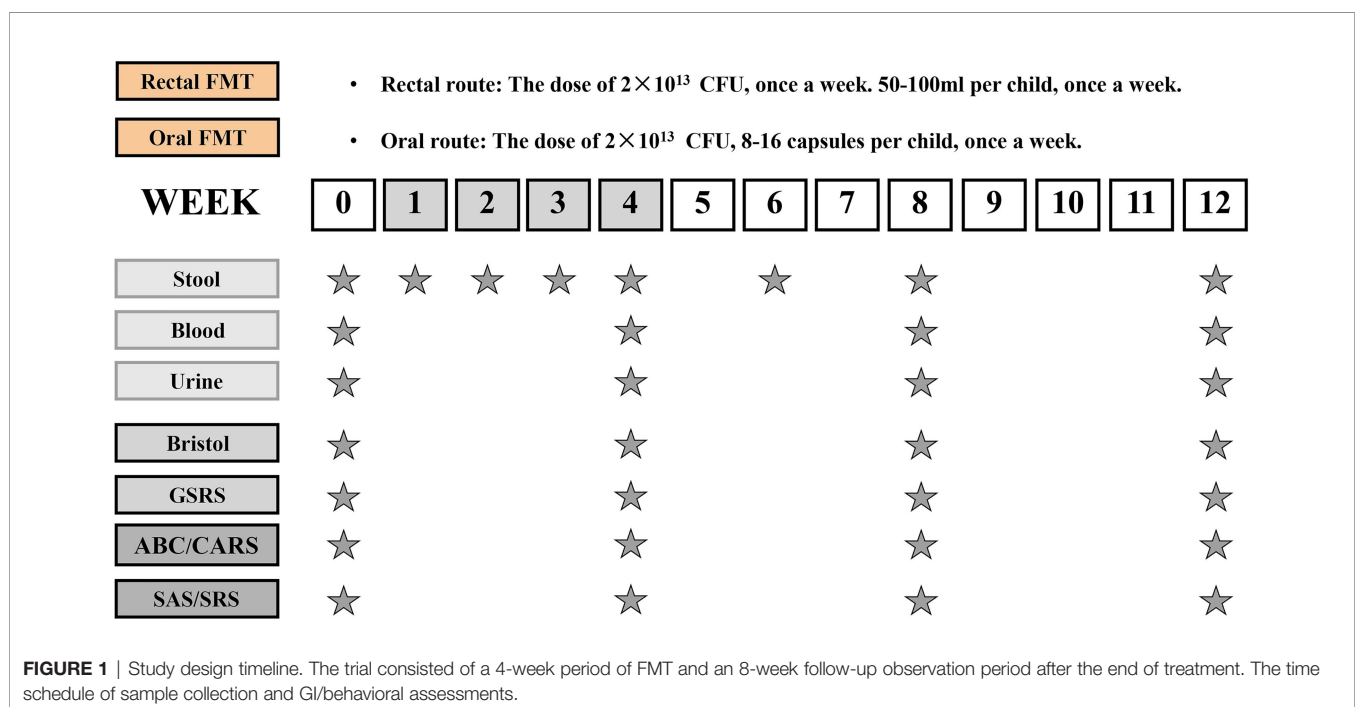 Rectal FMT
• Rectal route: The dose of 2×10¹³ CFU, once a week. 50-100ml per child, once a week.
Oral FMT
• Oral route: The dose of 2×10¹³ CFU, 8-16 capsules per child, once a week.
WEEK 0 1 2 3 4 5 6 7 8 9 10 11 12
Stool
Blood
Urine
Bristol
GSRS
ABC/CARS
SAS/SRS
FIGURE 1 | Study design timeline. The trial consisted of a 4-week period of FMT and an 8-week follow-up observation period after the end of treatment. The time
schedule of sample collection and GI/behavioral assessments.